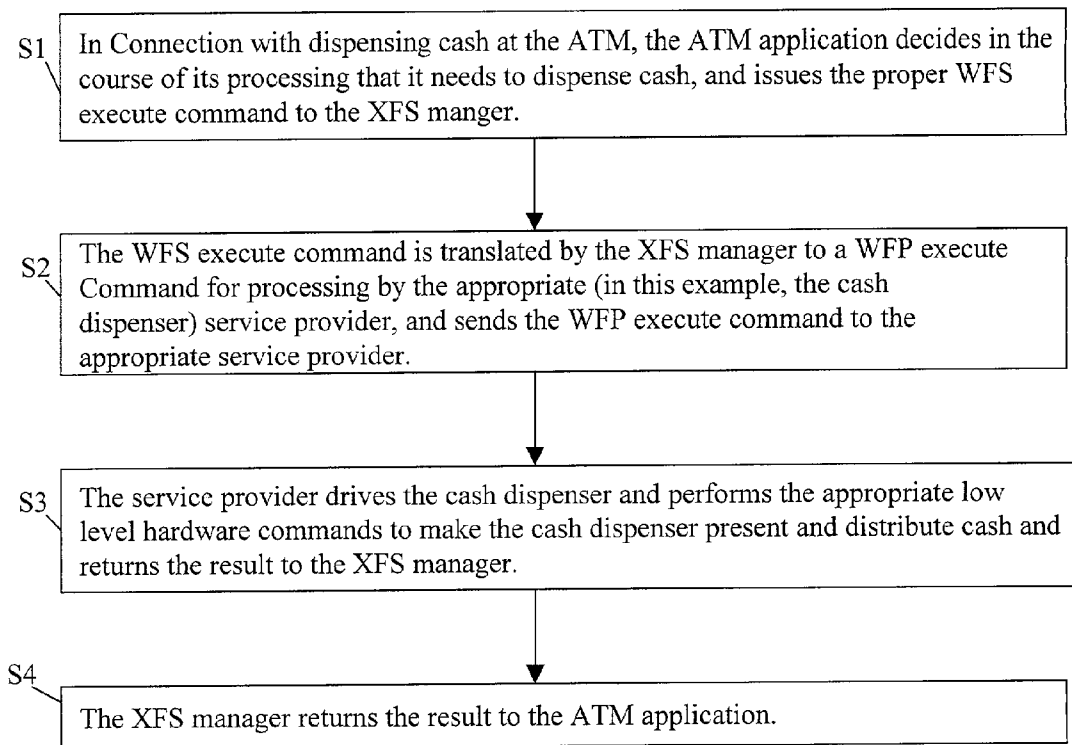 S1
In Connection with dispensing cash at the ATM, the ATM application decides in the
course of its processing that it needs to dispense cash, and issues the proper WFS
execute command to the XFS manger.
S2
The WFS execute command is translated by the XFS manager to a WFP execute
Command for processing by the appropriate (in this example, the cash
dispenser) service provider, and sends the WFP execute command to the
appropriate service provider.
S3
The service provider drives the cash dispenser and performs the appropriate low
level hardware commands to make the cash dispenser present and distribute cash and
returns the result to the XFS manager.
S4
The XFS manager returns the result to the ATM application.